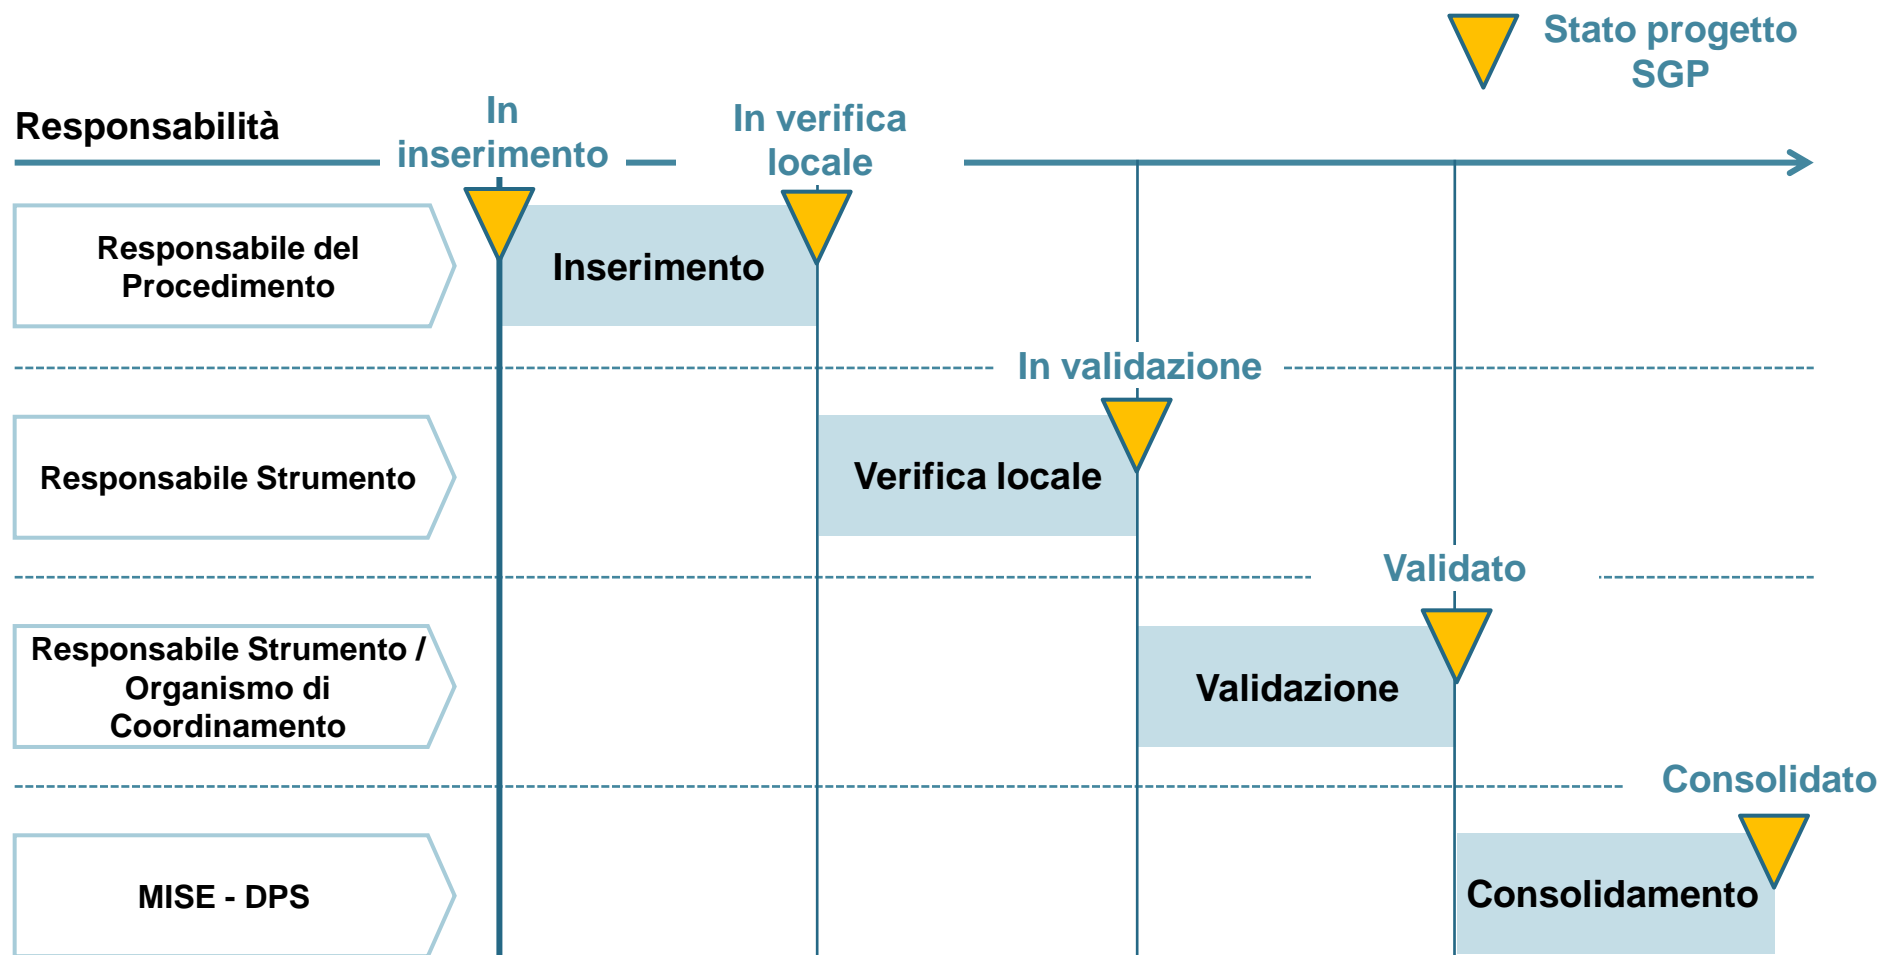 Stato progetto
SGP
Responsabilità
In
inserimento
In verifica
locale
Responsabile del
Procedimento
Inserimento
In validazione
Responsabile Strumento
Verifica locale
Validato
Responsabile Strumento /
Organismo di
Coordinamento
Validazione
Consolidato
MISE - DPS
Consolidamento